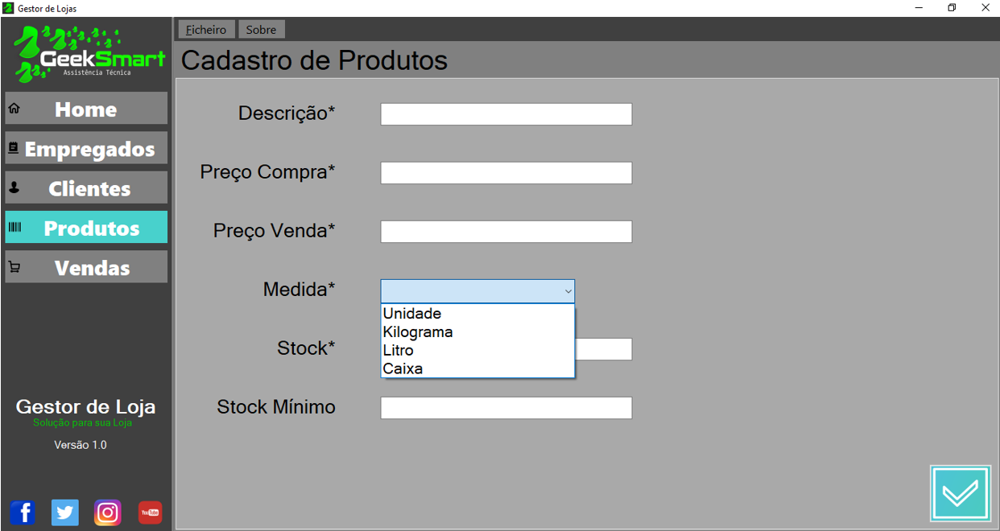 Gestor de Lojas
Ficheiro
Sobre
GeekSmart
Assistência Técnica
Cadastro de Produtos
Home
Empregados
Clientes
Produtos
Vendas
Descrição*
Preço Compra*
Preço Venda*
Medida*
Unidade
Kilograma
Litro
Caixa
Stock*
Stock Mínimo
Gestor de Loja
Solução para sua Loja
Versão 1.0
YouTube